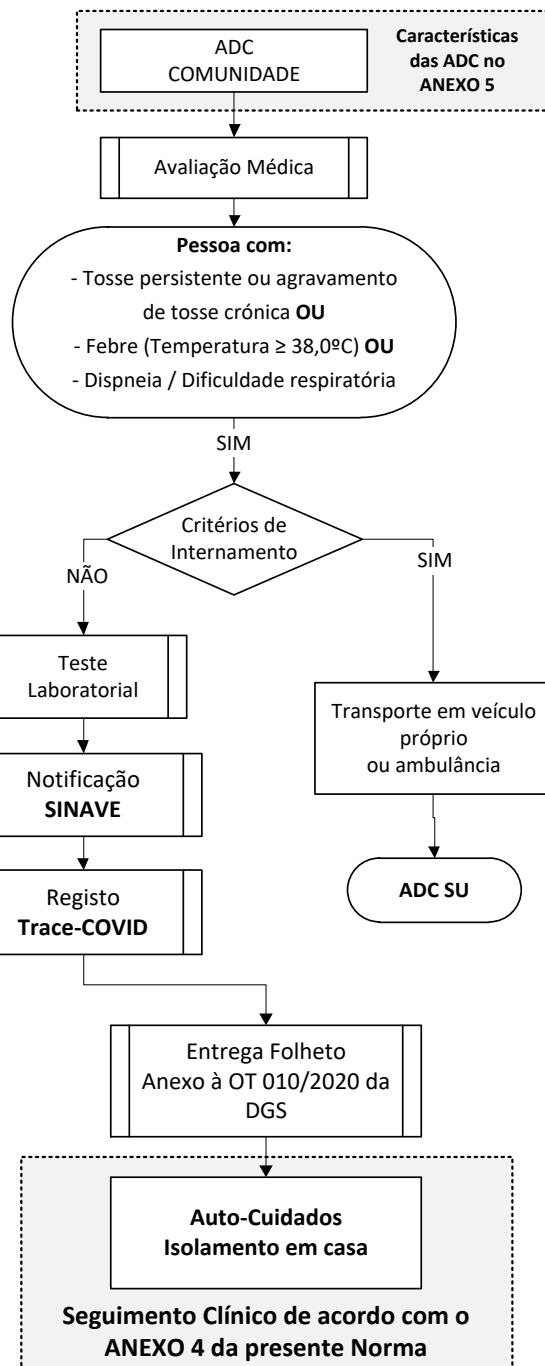 ADC
COMUNIDADE
Características
das ADC no
ANEXO 5
Avaliação Médica
Pessoa com:
- Tosse persistente ou agravamento
de tosse crónica OU
- Febre (Temperatura ≥ 38,0ºC) OU
- Dispneia / Dificuldade respiratória
SIM
Critérios de
Internamento
NÃO
SIM
Teste
Laboratorial
Transporte em veículo
próprio
ou ambulância
Notificação
SINAVE
ADC SU
Registo
Trace-COVID
Entrega Folheto
Anexo à OT 010/2020 da
DGS
Auto-Cuidados
Isolamento em casa
Seguimento Clínico de acordo com o
ANEXO 4 da presente Norma